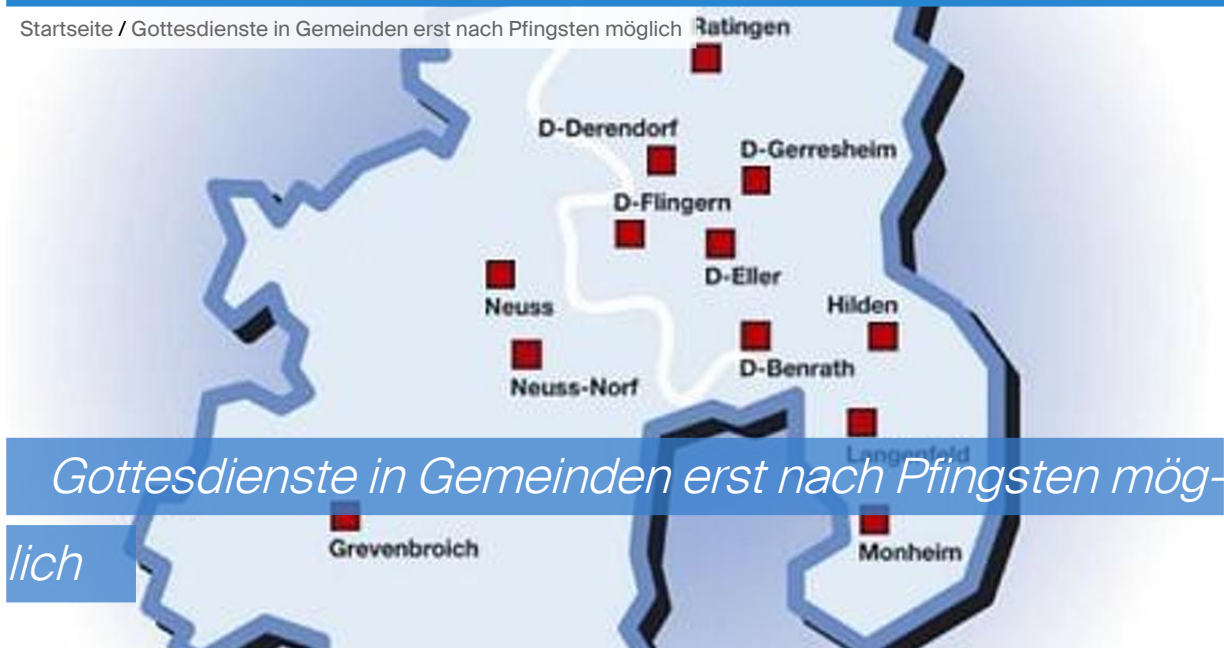 Startseite / Gottesdienste in Gemeinden erst nach Pfingsten möglich
Ratingen
D-Derendorf
D-Gerresheim
D-Flingern
D-Eller
Neuss
Hilden
D-Benrath
Neuss-Norf
Langenfeld
Gottesdienste in Gemeinden erst nach Pfingsten mög-
lich
Grevenbroich
Monheim